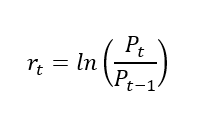 r_t = ln(P_t / P_{t-1})